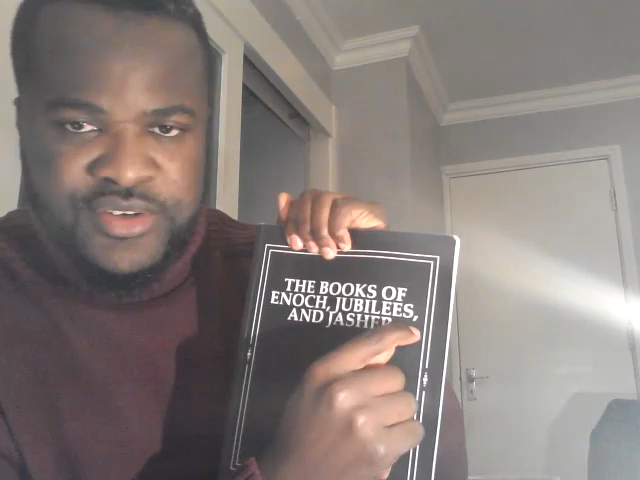 THE BOOKS OF
ENOCH, JUBILEES,
AND JASHER